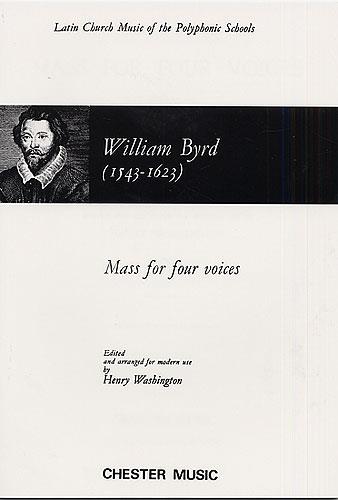 Latin Church Music of the Polyphonic Schools
William Byrd
(1543-1623)
Mass for four voices
Edited
and arranged for modern use
by
Henry Washington
CHESTER MUSIC